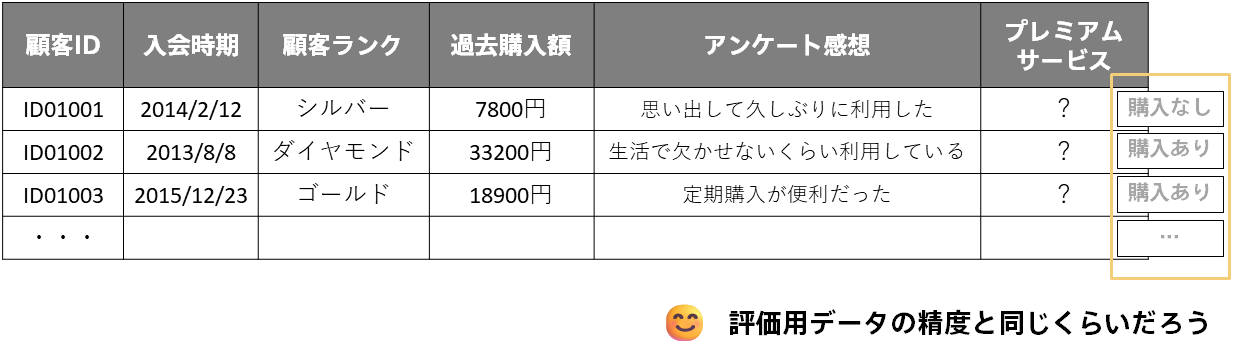 顧客ID 入会時期 顧客ランク 過去購入額 アンケート感想 プレミアム
サービス
ID01001 2014/2/12 シルバー 7800円 思い出して久しぶりに利用した ? 購入なし
ID01002 2013/8/8 ダイヤモンド 33200円 生活で欠かせないくらい利用している ? 購入あり
ID01003 2015/12/23 ゴールド 18900円 定期購入が便利だった ? 購入あり
・・・ …
評価用データの精度と同じくらいだろう